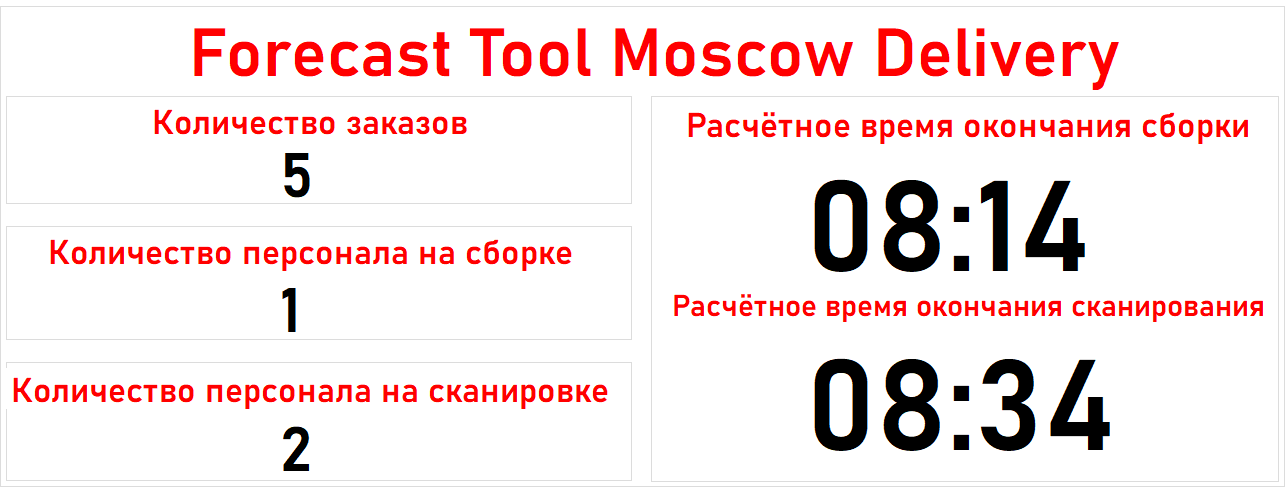 Forecast Tool Moscow Delivery
Количество заказов
5
Количество персонала на сборке
1
Количество персонала на сканировке
2
Расчётное время окончания сборки
08:14
Расчётное время окончания сканирования
08:34